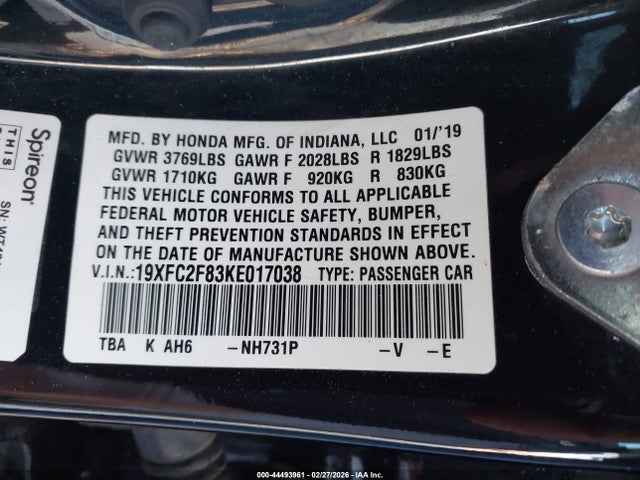 MFD. BY HONDA MFG. OF INDIANA, LLC 01/'19
GVWR 3769LBS GAWR F 2028LBS R 1829LBS
GVWR 1710KG GAWR F 920KG R 830KG
THIS VEHICLE CONFORMS TO ALL APPLICABLE
FEDERAL MOTOR VEHICLE SAFETY, BUMPER,
AND THEFT PREVENTION STANDARDS IN EFFECT
ON THE DATE OF MANUFACTURE SHOWN ABOVE.
V.I.N.:19XFC2F83KE017038 TYPE: PASSENGER CAR
TBA K AH6 -NH731P -V -E
Spireon
THIS
SN:
000-44493961 - 02/27/2026 - IAA Inc.